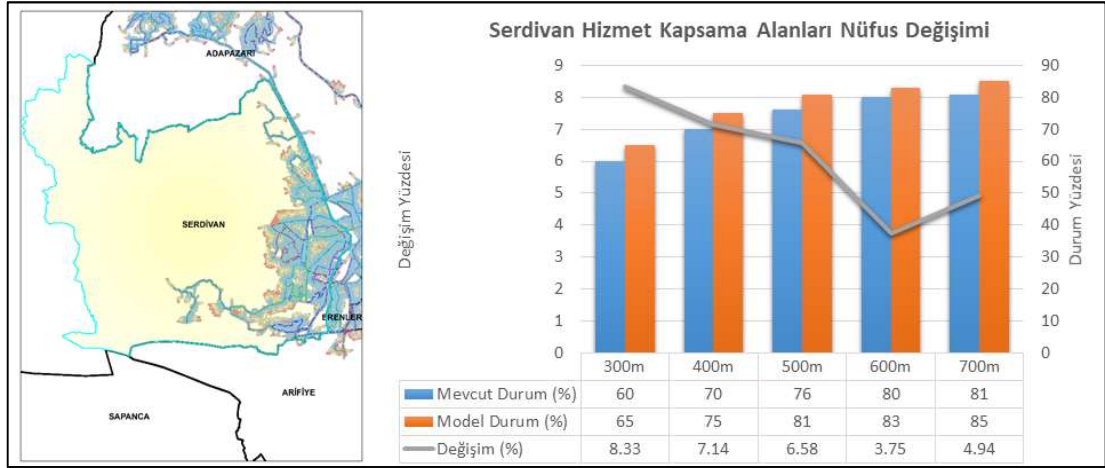 ADAPAZARI
SERDİVAN
ERENLER
ARİFİYE
SAPANCA
Serdivan Hizmet Kapsama Alanları Nüfus Değişimi
Değişim Yüzdesi
9
8
7
6
5
4
3
2
1
0
90
80
70
60
50
40
30
20
10
0
Durum Yüzdesi
300m 400m 500m 600m 700m
Mevcut Durum (%) 60 70 76 80 81
Model Durum (%) 65 75 81 83 85
Değişim (%) 8.33 7.14 6.58 3.75 4.94